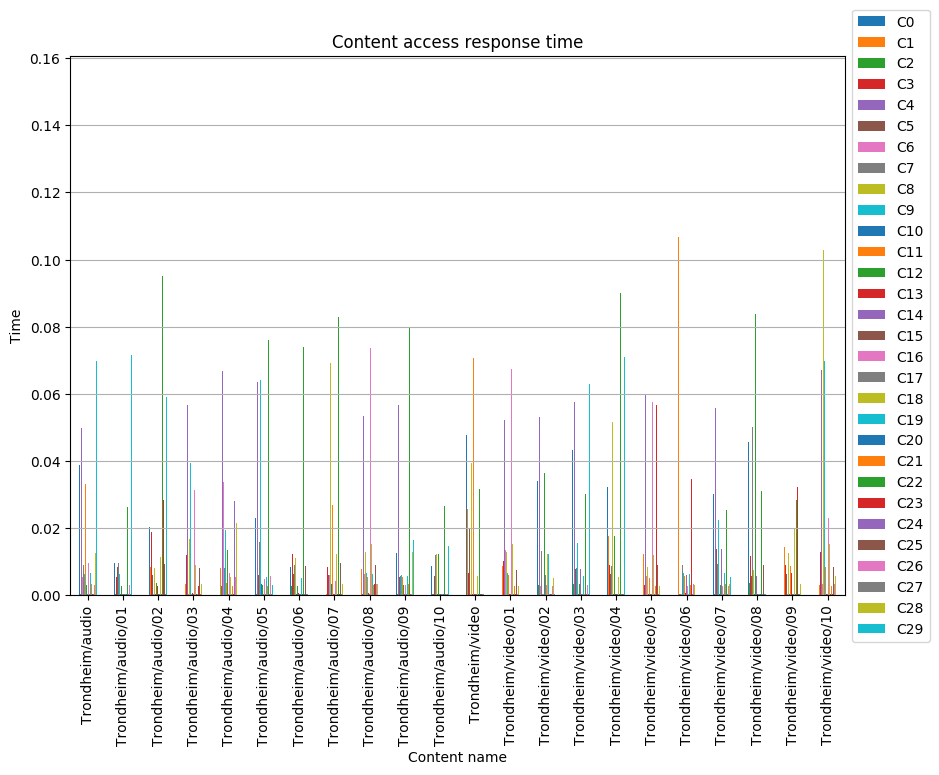 Content access response time
Time
0.16
0.14
0.12
0.10
0.08
0.06
0.04
0.02
0.00
Trondheim/audio
Trondheim/audio/01
Trondheim/audio/02
Trondheim/audio/03
Trondheim/audio/04
Trondheim/audio/05
Trondheim/audio/06
Trondheim/audio/07
Trondheim/audio/08
Trondheim/audio/09
Trondheim/audio/10
Trondheim/video
Trondheim/video/01
Trondheim/video/02
Trondheim/video/03
Trondheim/video/04
Trondheim/video/05
Trondheim/video/06
Trondheim/video/07
Trondheim/video/08
Trondheim/video/09
Trondheim/video/10
Content name
C0
C1
C2
C3
C4
C5
C6
C7
C8
C9
C10
C11
C12
C13
C14
C15
C16
C17
C18
C19
C20
C21
C22
C23
C24
C25
C26
C27
C28
C29